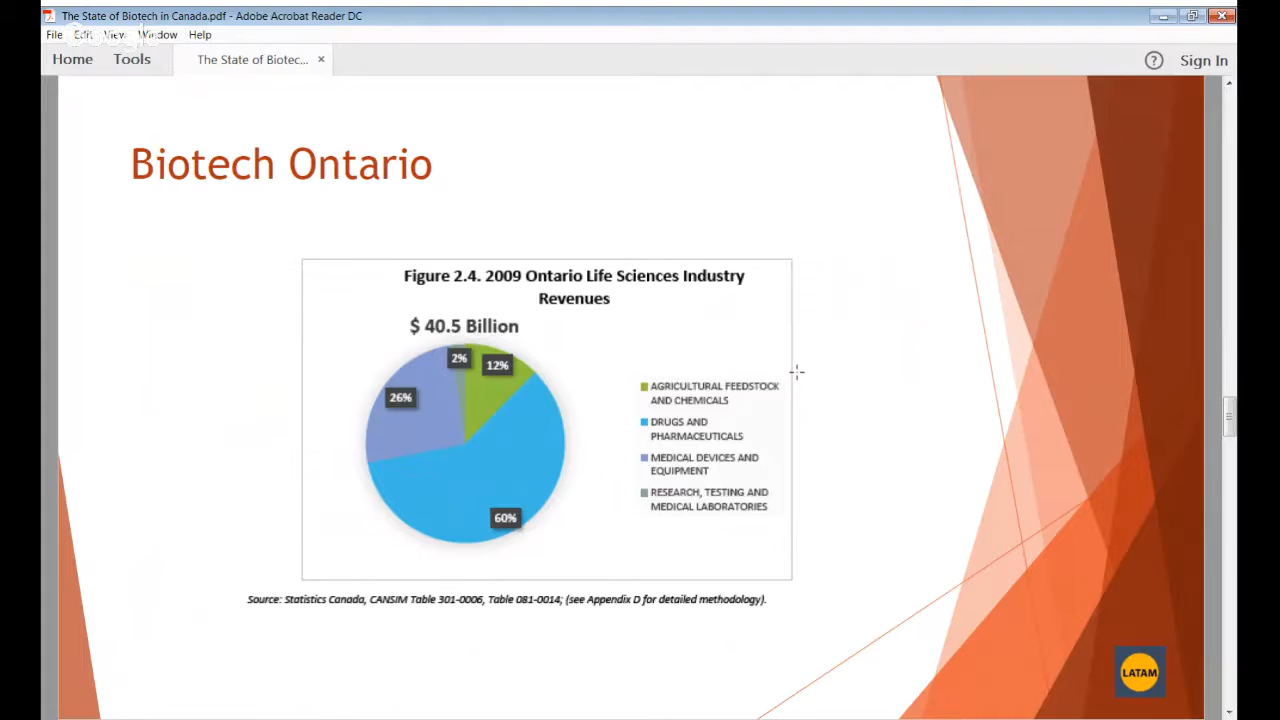 The State of Biotech in Canada.pdf - Adobe Acrobat Reader DC
File Edit View Window Help
Google
Home Tools The State of Biotec... × ? Sign In
Biotech Ontario
Figure 2.4. 2009 Ontario Life Sciences Industry
Revenues
$ 40.5 Billion
2%
12%
26%
60%
AGRICULTURAL FEEDSTOCK
AND CHEMICALS
DRUGS AND
PHARMACEUTICALS
MEDICAL DEVICES AND
EQUIPMENT
RESEARCH, TESTING AND
MEDICAL LABORATORIES
Source: Statistics Canada, CANSIM Table 301-0006, Table 081-0014; (see Appendix D for detailed methodology).
LATAM